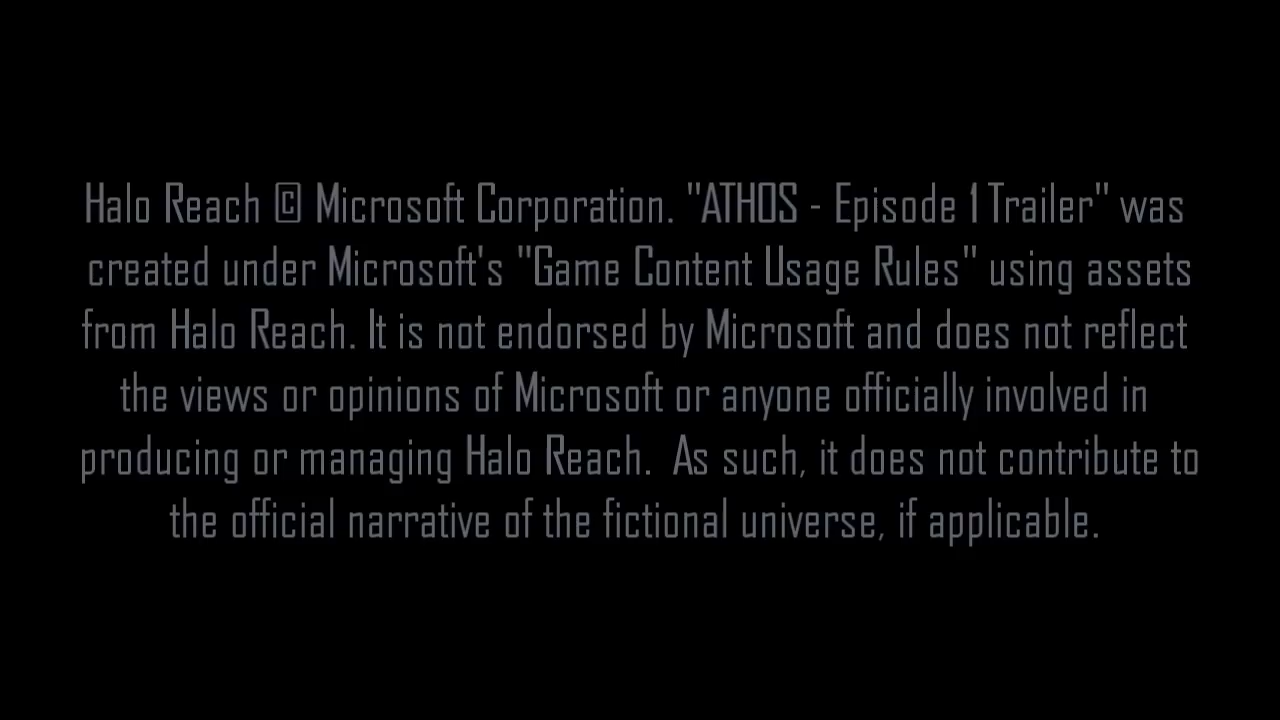 Halo Reach © Microsoft Corporation. "ATHOS - Episode 1 Trailer" was
created under Microsoft's "Game Content Usage Rules" using assets
from Halo Reach. It is not endorsed by Microsoft and does not reflect
the views or opinions of Microsoft or anyone officially involved in
producing or managing Halo Reach.  As such, it does not contribute to
the official narrative of the fictional universe, if applicable.